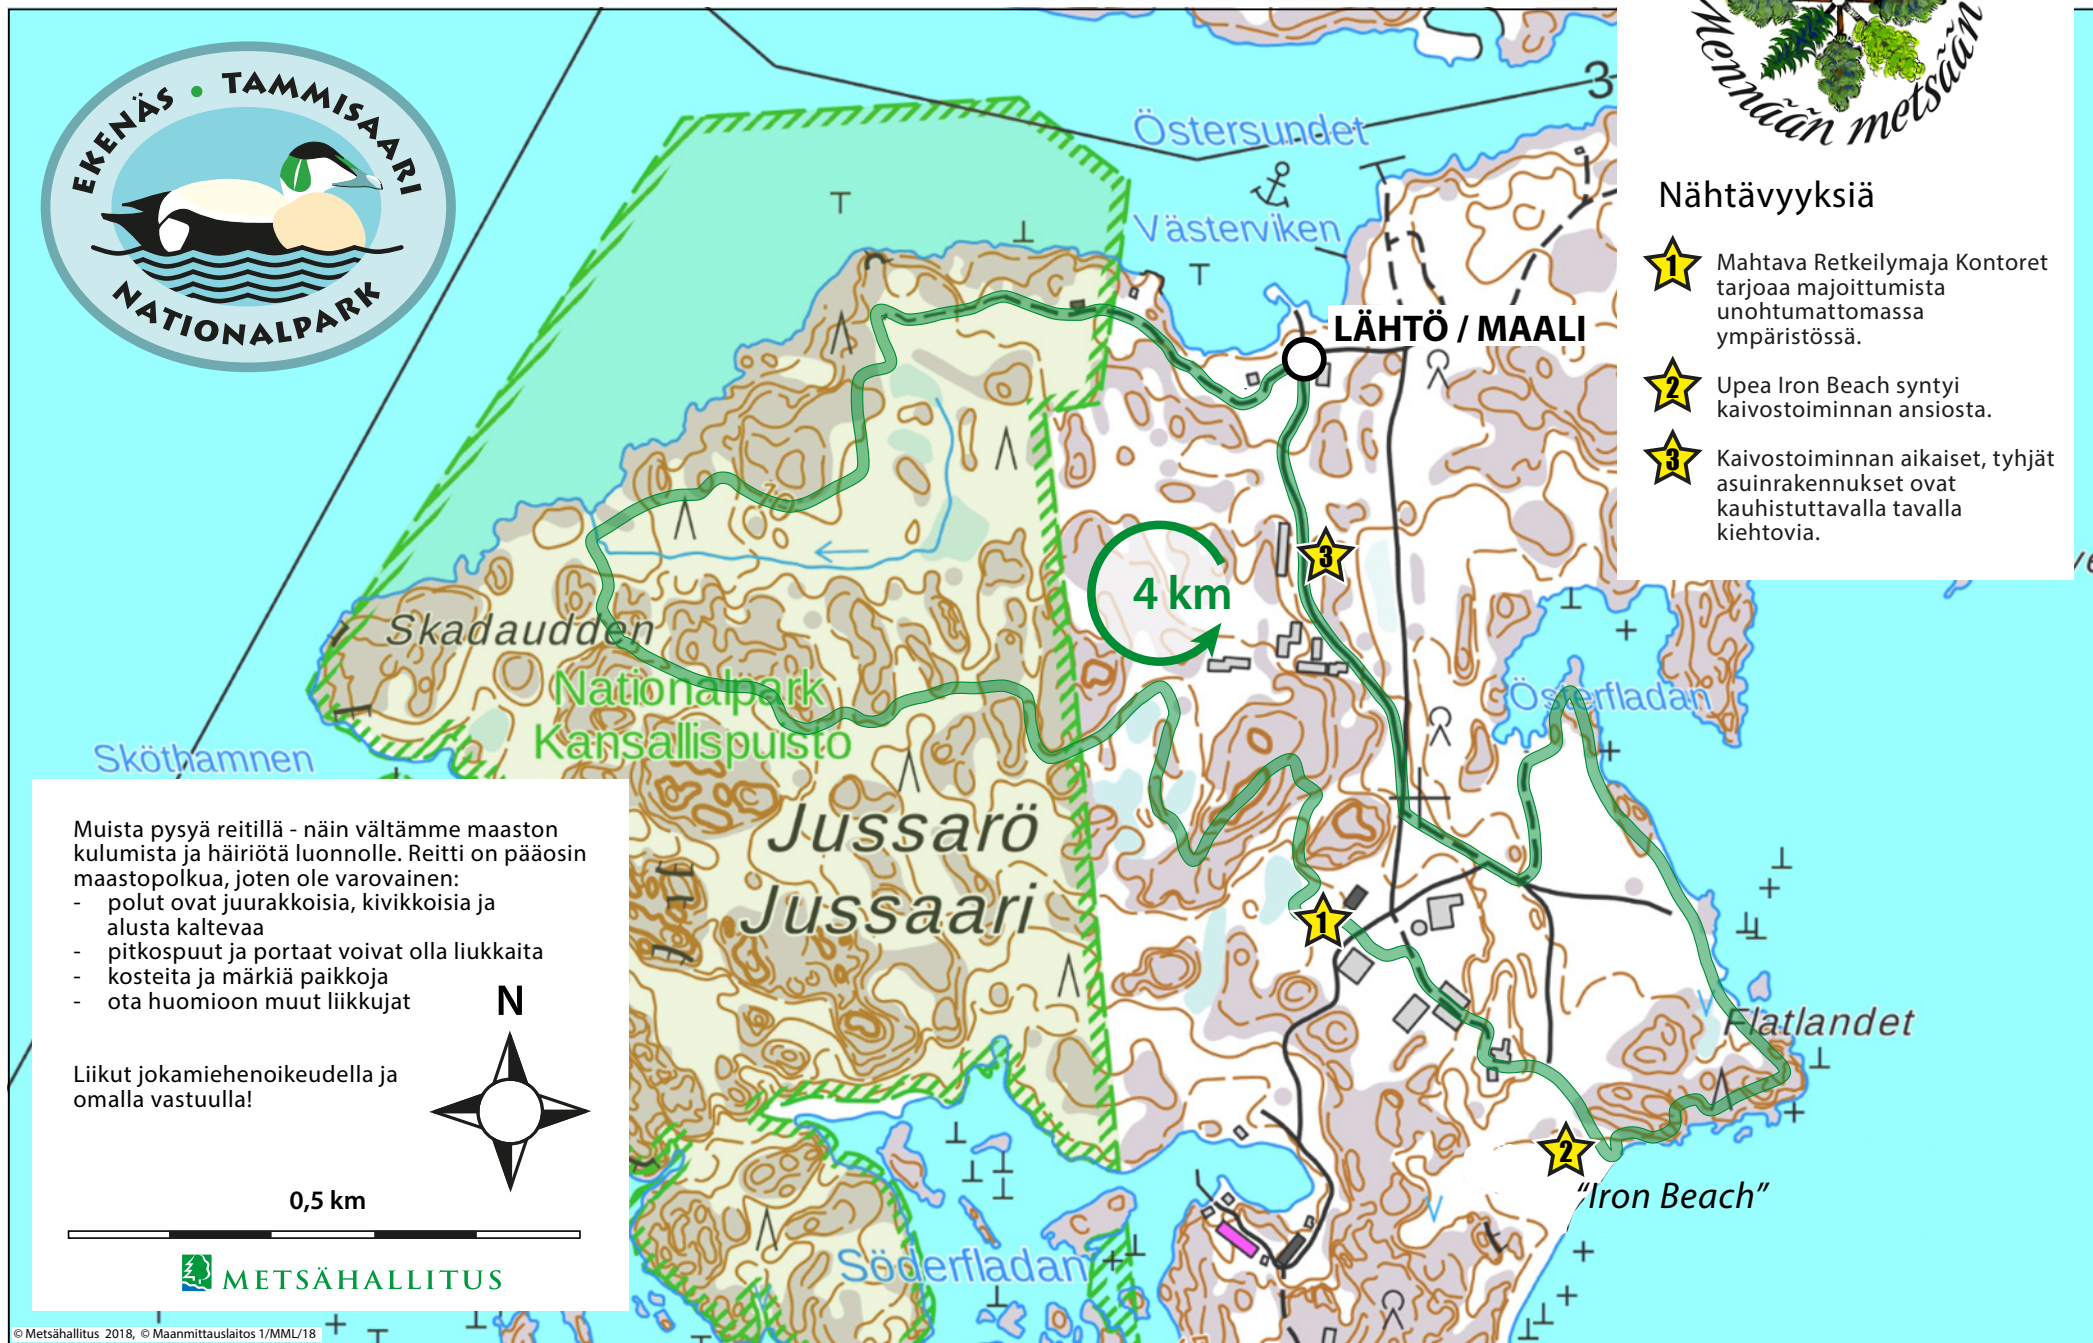 EKENÄS • TAMMISAARI
NATIONALPARK
Östersundet
Västerviken
3
Mennään metsään
LÄHTÖ / MAALI
Nähtävyyksiä
1 Mahtava Retkeilymaja Kontoret
tarjoaa majoittumista
unohtumattomassa
ympäristössä.
2 Upea Iron Beach syntyi
kaivostoiminnan ansiosta.
3 Kaivostoiminnan aikaiset, tyhjät
asuinrakennukset ovat
kauhistuttavalla tavalla
kiehtovia.
3
4 km
Skadaudden
Nationalpark
Kansallispuisto
Österfladan
Sköthamnen
Jussarö
Jussaari
1
Flatlandet
2
"Iron Beach"
Söderfladan
Muista pysyä reitillä - näin vältämme maaston
kulumista ja häiriötä luonnolle. Reitti on pääosin
maastopolkua, joten ole varovainen:
- polut ovat juurakkoisia, kivikkoisia ja
alusta kaltevaa
- pitkospuut ja portaat voivat olla liukkaita
- kosteita ja märkiä paikkoja
- ota huomioon muut liikkujat
N
Liikut jokamiehenoikeudella ja
omalla vastuulla!
0,5 km
METSÄHALLITUS
© Metsähallitus 2018, © Maanmittauslaitos 1/MML/18